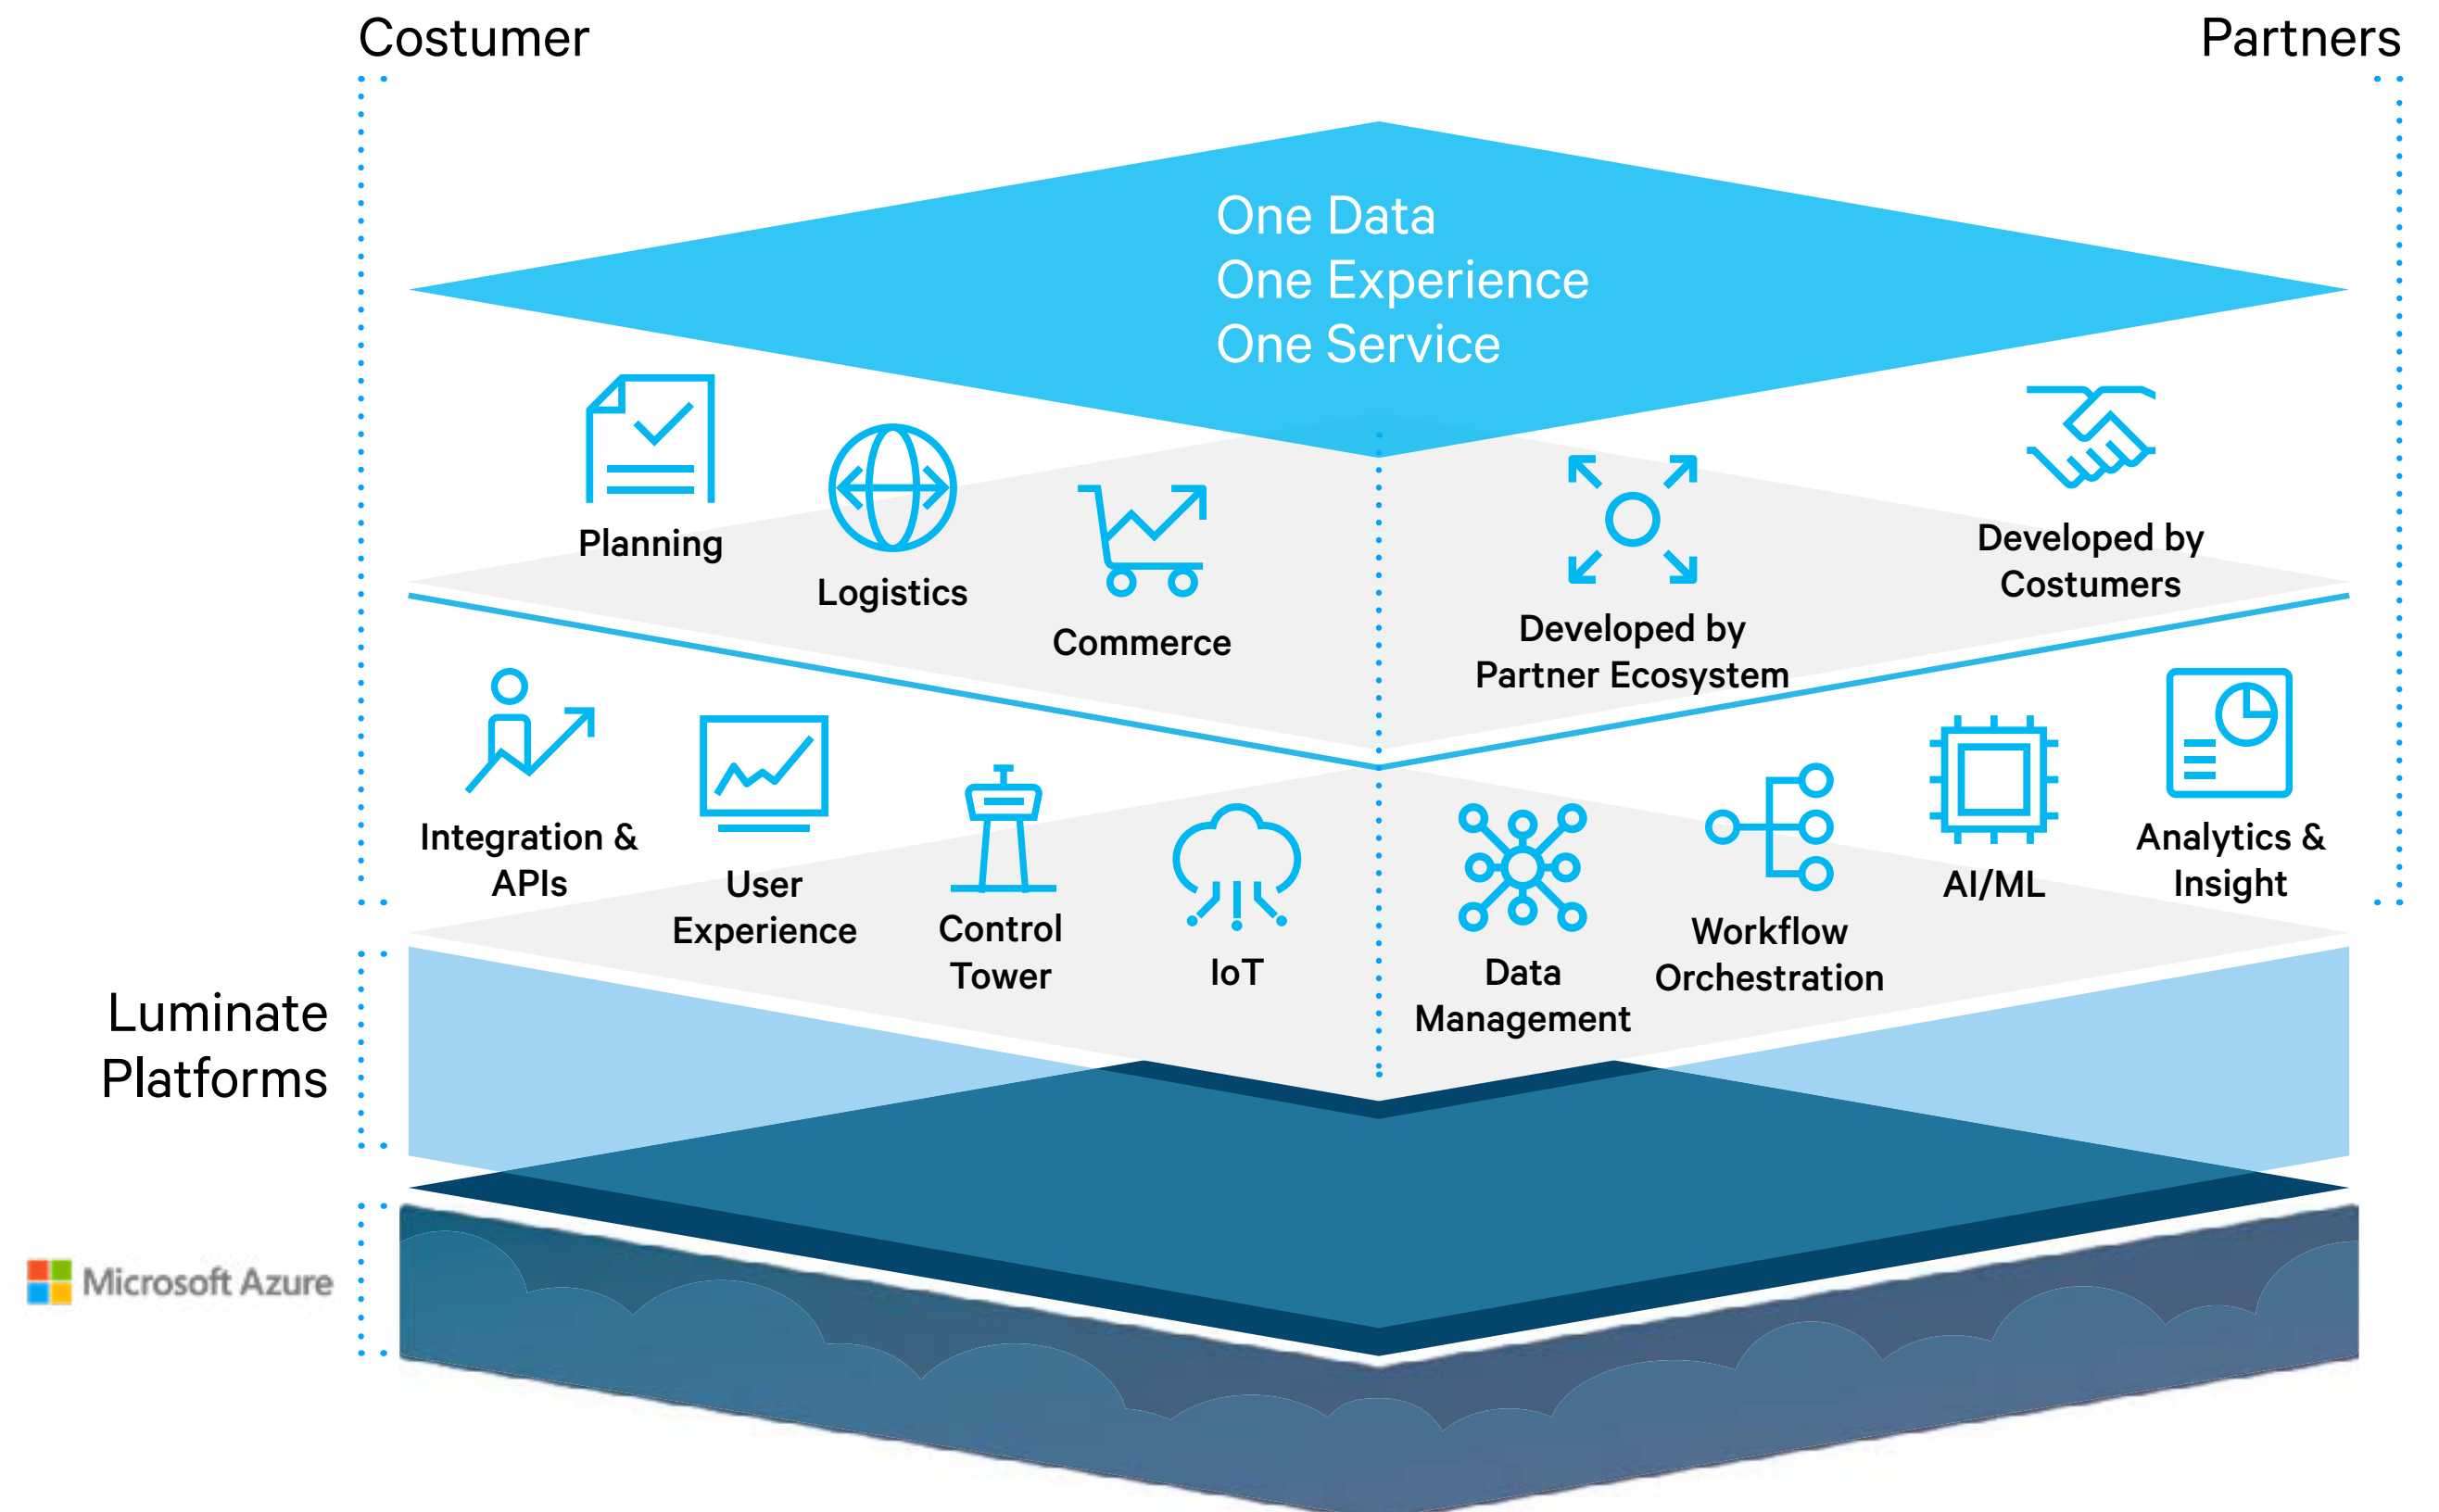 Costumer
Partners
One Data
One Experience
One Service
Planning
Logistics
Commerce
Developed by
Partner Ecosystem
Developed by
Costumers
Integration &
APIs
User
Experience
Control
Tower
IoT
Data
Management
Workflow
Orchestration
AI/ML
Analytics &
Insight
Luminate
Platforms
Microsoft Azure